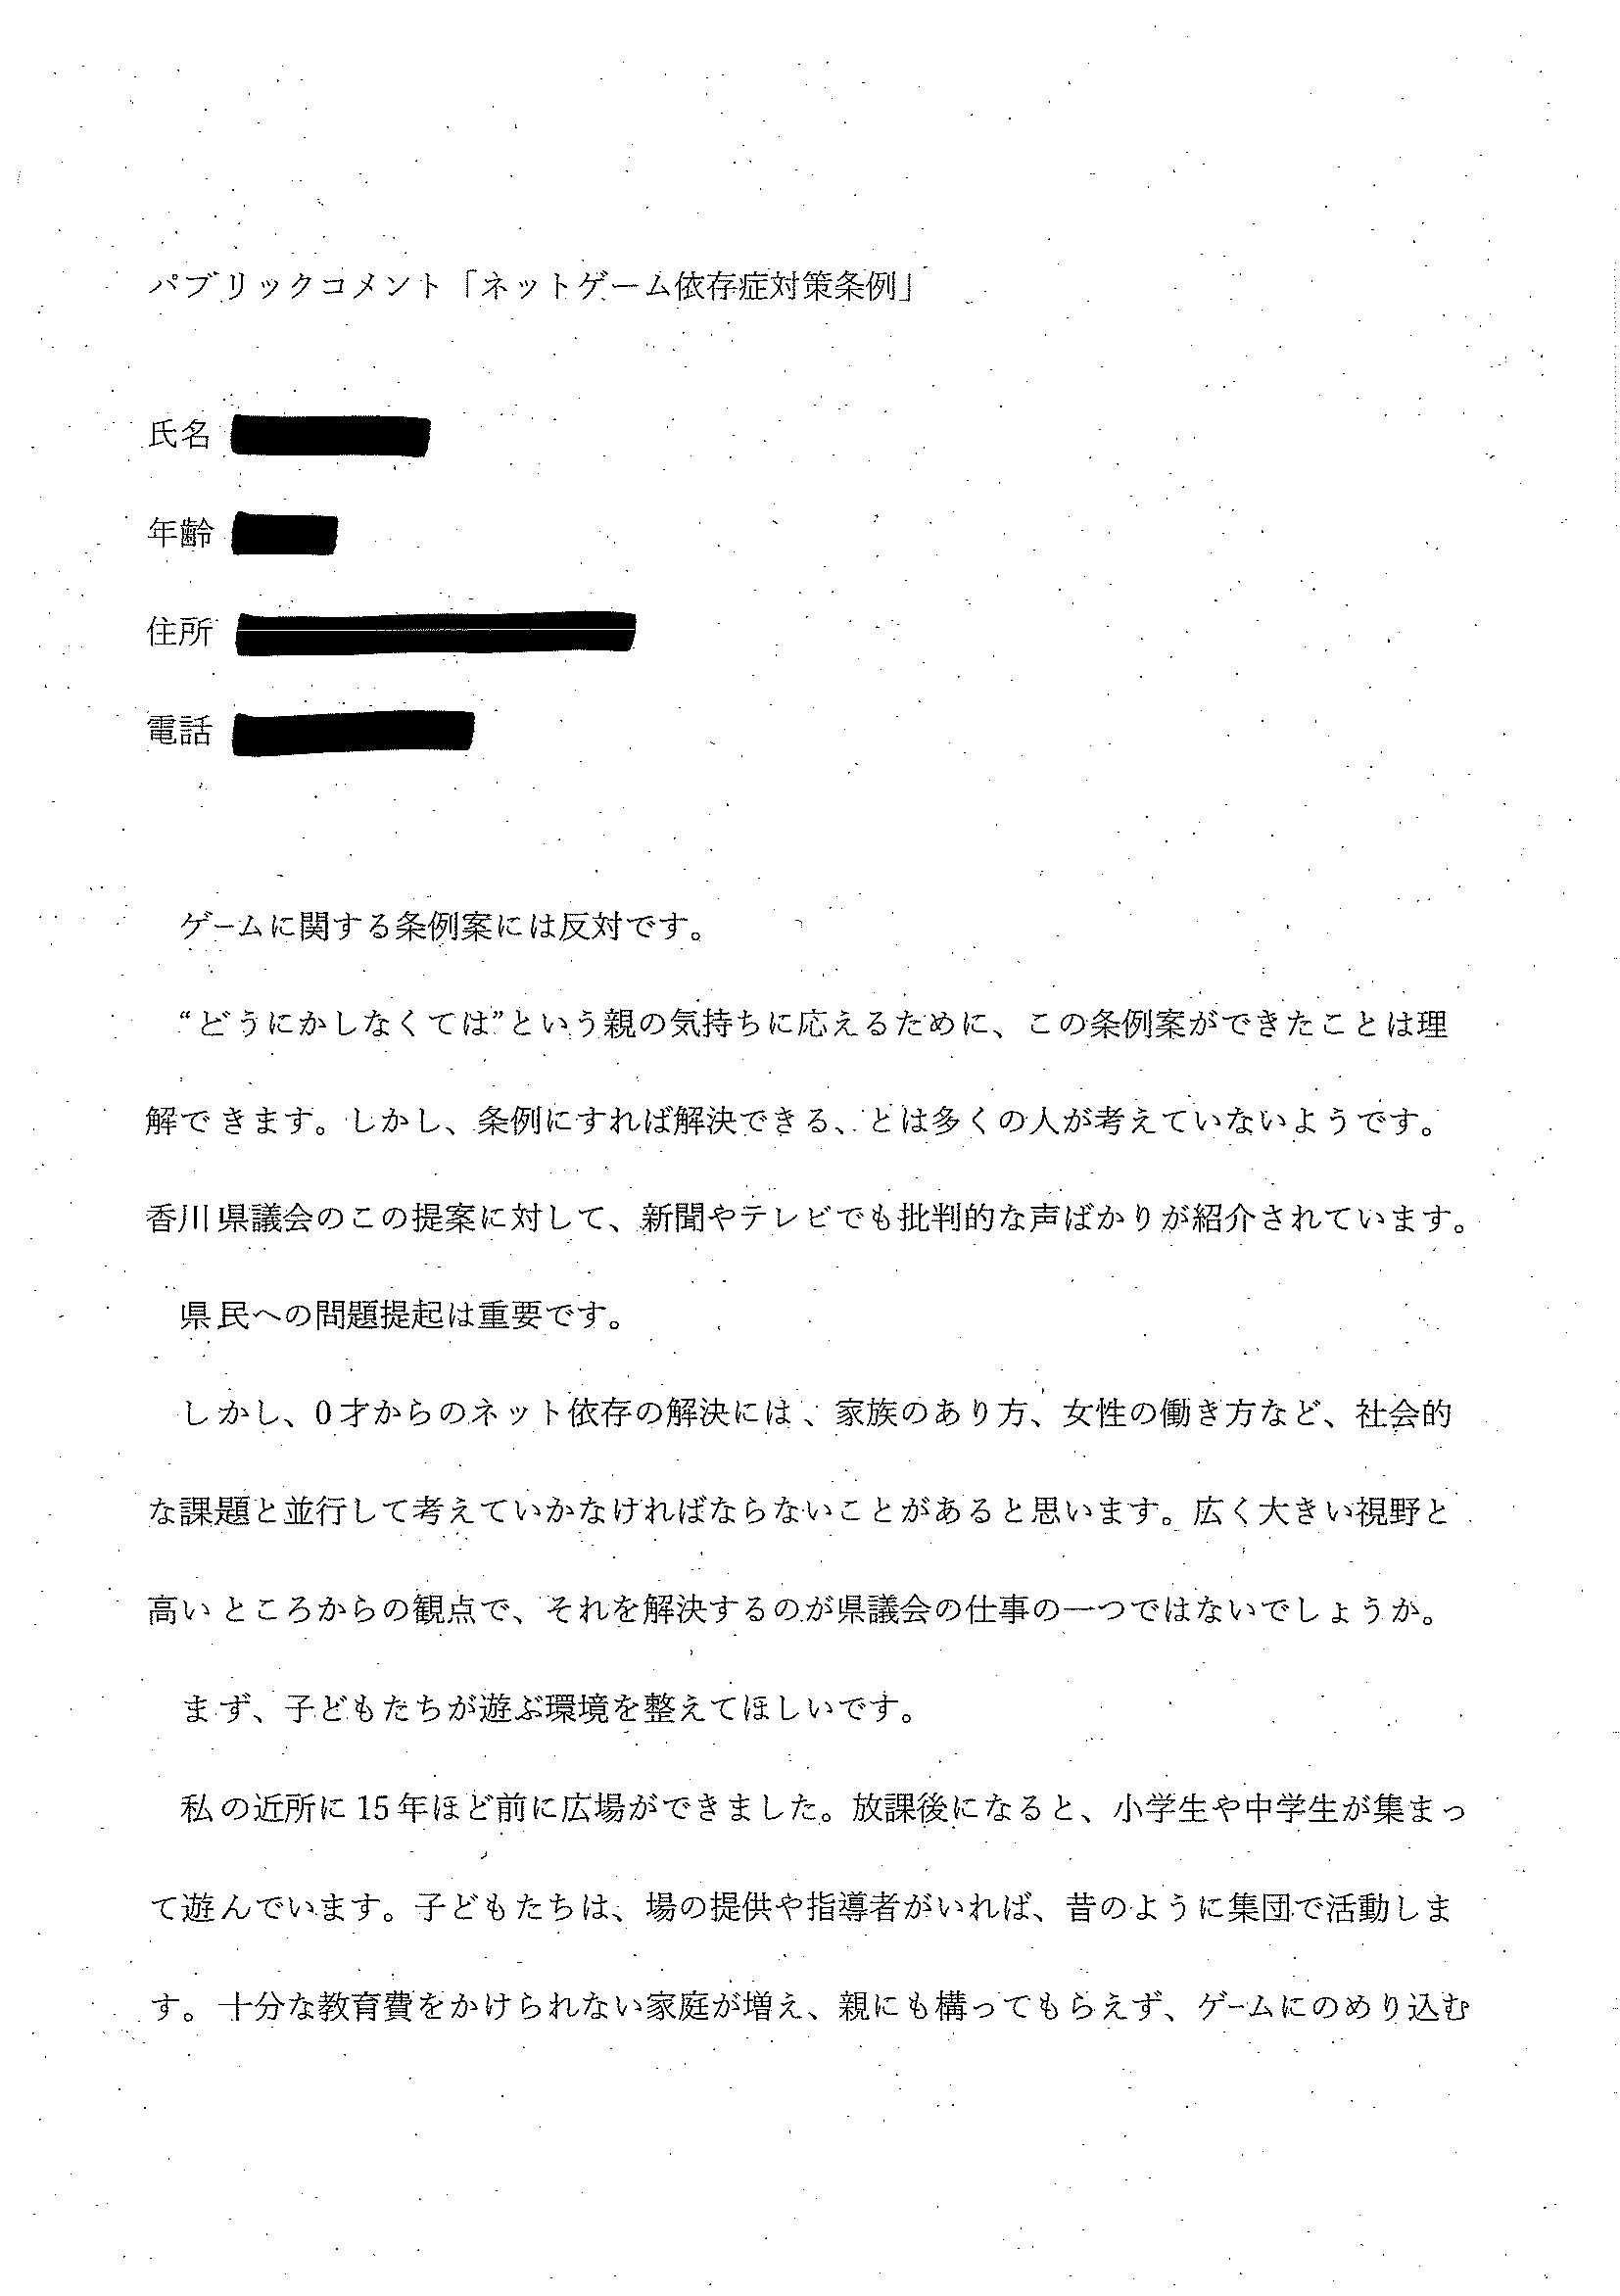 パブリックコメント「ネットゲーム依存症対策条例」
氏名
年齢
住所
電話
ゲームに関する条例案には反対です。
“どうにかしなくては”という親の気持ちに応えるために、この条例案ができたことは理
解できます。しかし、条例にすれば解決できる、とは多くの人が考えていないようです。
香川県議会のこの提案に対して、新聞やテレビでも批判的な声ばかりが紹介されています。
県民への問題提起は重要です。
しかし、0才からのネット依存の解決には、家族のあり方、女性の働き方など、社会的
な課題と並行して考えていかなければならないことがあると思います。広く大きい視野と
高いところからの観点で、それを解決するのが県議会の仕事の一つではないでしょうか。
まず、子どもたちが遊ぶ環境を整えてほしいです。
私の近所に15年ほど前に広場ができました。放課後になると、小学生や中学生が集まっ
て遊んでいます。子どもたちは、場の提供や指導者がいれば、昔のように集団で活動しま
す。十分な教育費をかけられない家庭が増え、親にも構ってもらえず、ゲームにのめり込む